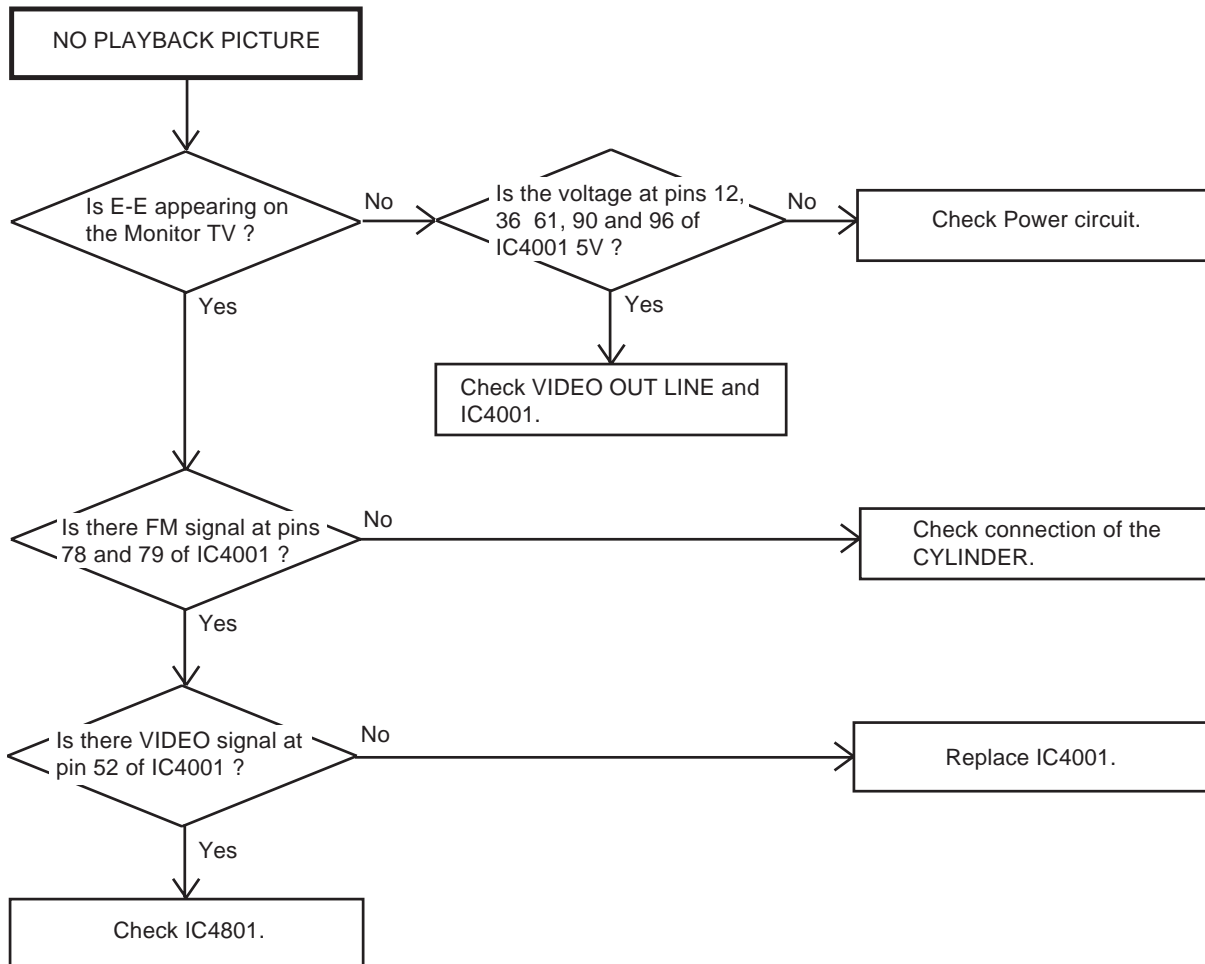 NO PLAYBACK PICTURE
Is E-E appearing on
the Monitor TV ?
No
Is the voltage at pins 12,
36  61, 90 and 96 of
IC4001 5V ?
No
Check Power circuit.
Yes
Yes
Check VIDEO OUT LINE and
IC4001.
Is there FM signal at pins
78 and 79 of IC4001 ?
No
Check connection of the
CYLINDER.
Yes
Is there VIDEO signal at
pin 52 of IC4001 ?
No
Replace IC4001.
Yes
Check IC4801.